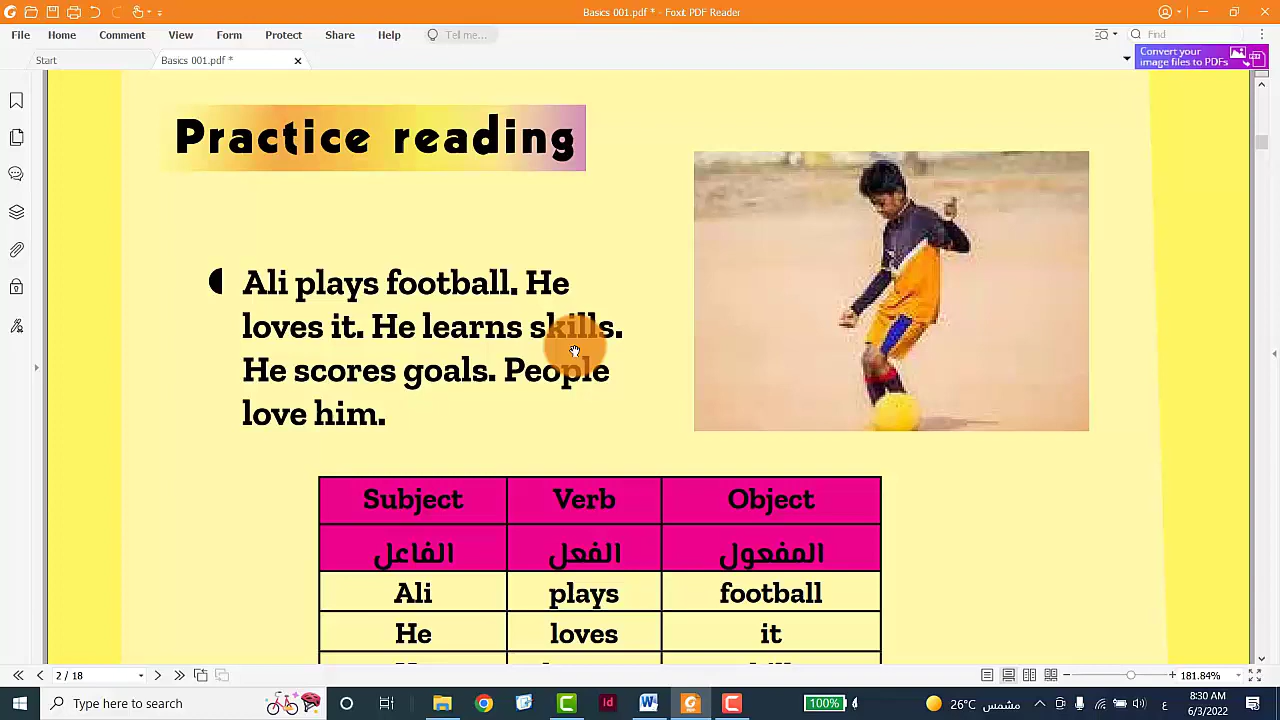 Basics 001.pdf * - Foxit PDF Reader
File Home Comment View Form Protect Share Help Tell me... Find
Start Basics 001.pdf * Convert your
image files to PDFs
Practice reading
Ali plays football. He
loves it. He learns skills.
He scores goals. People
love him.
Subject Verb Object
الفاعل الفعل المفعول
Ali plays football
He loves it
2 / 18 181.84%
Type here to search Id W 100% 26°C مشمس E 8:30 AM
6/3/2022